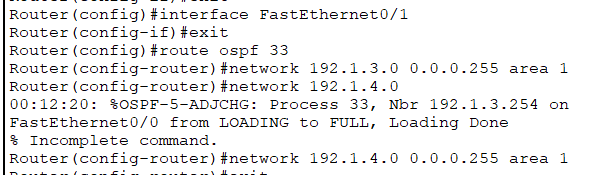 Router(config)#interface FastEthernet0/1
Router(config-if)#exit
Router(config)#route ospf 33
Router(config-router)#network 192.1.3.0 0.0.0.255 area 1
Router(config-router)#network 192.1.4.0
00:12:20: %OSPF-5-ADJCHG: Process 33, Nbr 192.1.3.254 on
FastEthernet0/0 from LOADING to FULL, Loading Done
% Incomplete command.
Router(config-router)#network 192.1.4.0 0.0.0.255 area 1